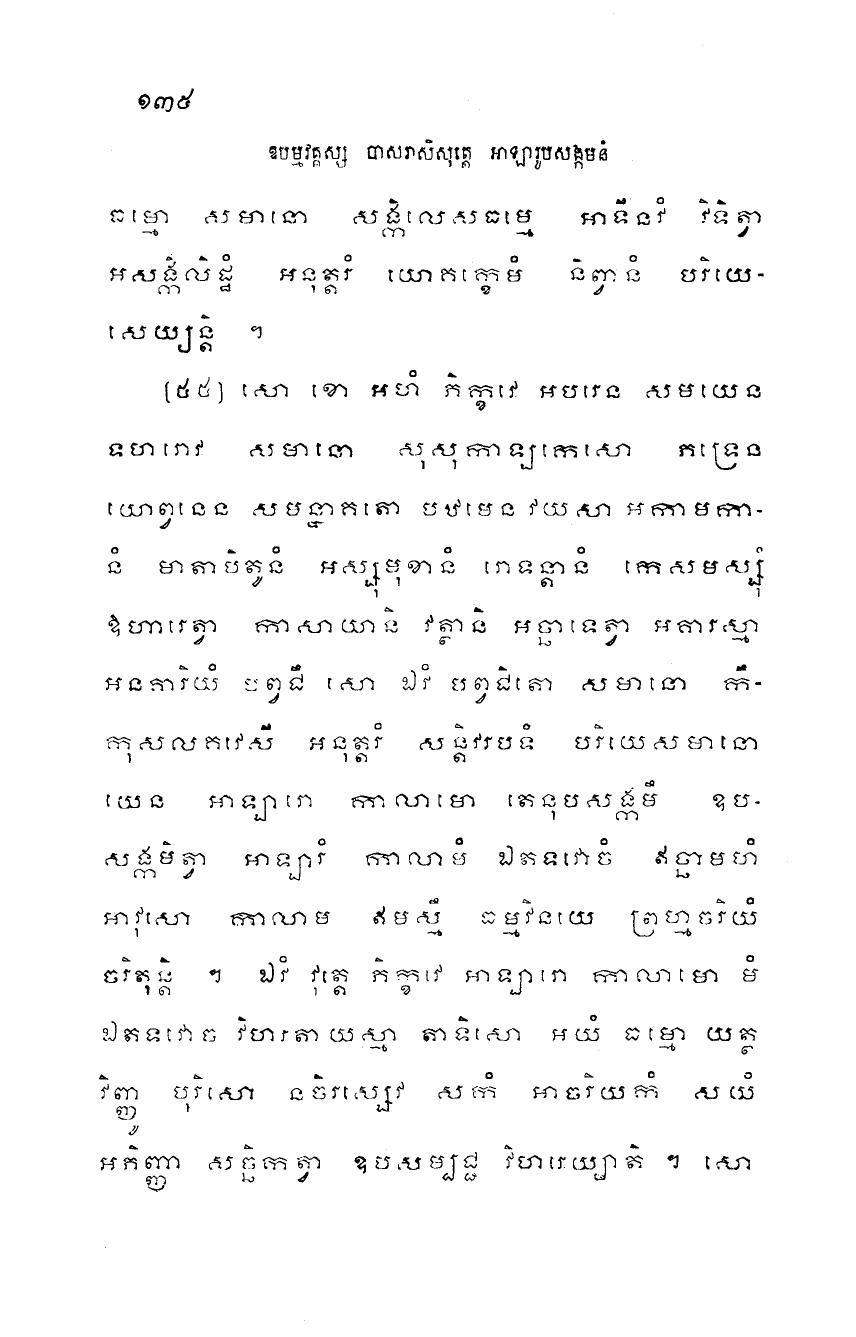 ១៣៥
ឧបម្មវគ្គស្ស បាសរាសិសុត្តេ អាឡារូបសង្កមនំ
ធម្មោ សមានោ សង្កិលេសធម្មេ អាទីនវំ វិទិត្វា
អសង្កិលិដ្ឋំ អនុត្តរំ យោគក្ខេមំ និព្វានំ បរិយេ-
សេយ្យន្តិ ។
(៥៥) សោ ខោ អហំ ភិក្ខវេ អបរេន សមយេន
ទហរោវ សមានោ សុសុកាឡកេសោ ភទ្រេន
យោព្វនេន សមន្នាគតោ បឋមេន វយសា អកាមកា-
នំ មាតាបិតូនំ អស្សុមុខានំ រោទន្តានំ កេសមស្សុំ
ឱហារេត្វា កាសាយានិ វត្ថានិ អច្ឆាទេត្វា អគារស្មា
អនគារិយំ បព្វជឹ សោ ឯវំ បព្វជិតោ សមានោ កឹ-
កុសលគវេសី អនុត្តរំ សន្តិវរបទំ បរិយេសមានោ
យេន អាឡារោ កាលាមោ តេនុបសង្កមឹ ឧប-
សង្កមិត្វា អាឡារំ កាលាមំ ឯតទវោចំ ឥច្ឆាមហំ
អាវុសោ កាលាម ឥមស្មឹ ធម្មវិនយេ ព្រហ្មចរិយំ
ចរិតុន្តិ ។ ឯវំ វុត្តេ ភិក្ខវេ អាឡារោ កាលាមោ មំ
ឯតទវោច វិហរតាយស្មា តាទិសោ អយំ ធម្មោ យត្ថ
វិញ្ញូ បុរិសោ នចិរស្សេវ សកំ អាចរិយកំ សយំ
អភិញ្ញា សច្ឆិកត្វា ឧបសម្បជ្ជ វិហរេយ្យាតិ ។ សោ